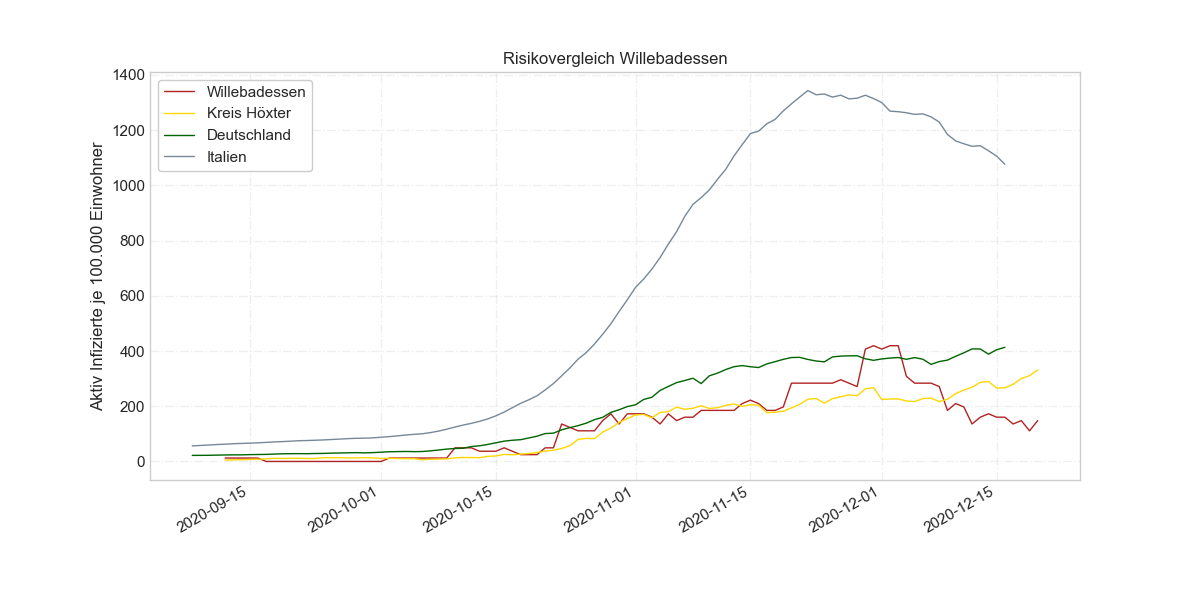 Risikovergleich Willebadessen
Aktiv Infizierte je 100.000 Einwohner
1400
1200
1000
800
600
400
200
0
Willebadessen
Kreis Höxter
Deutschland
Italien
2020-09-15
2020-10-01
2020-10-15
2020-11-01
2020-11-15
2020-12-01
2020-12-15